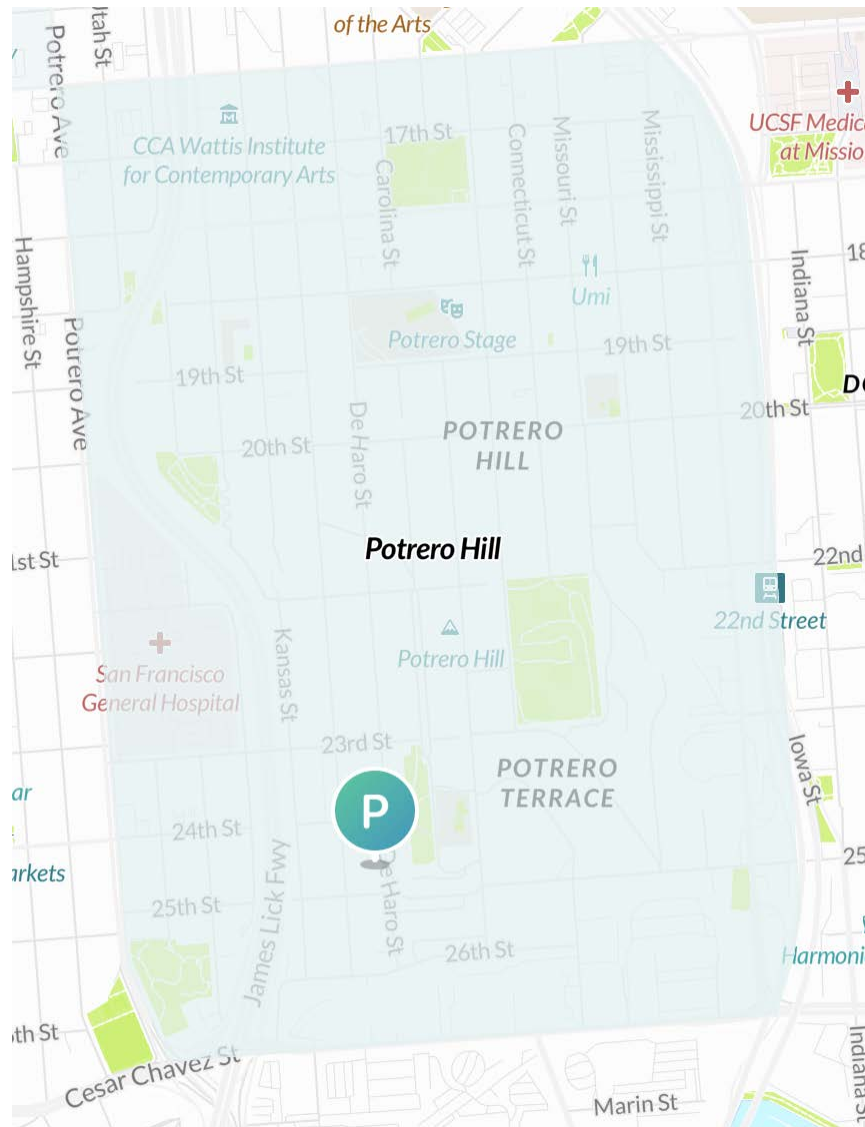 of the Arts
Utah St
Potrero Ave
CCA Wattis Institute
for Contemporary Arts
17th St
Carolina St
Connecticut St
Missouri St
Mississippi St
UCSF Medic
at Missio
Hampshire St
Potrero Ave
Umi
Indiana St
18
Potrero Stage
19th St
19th St
De Haro St
20th St
20th St
POTRERO
HILL
Potrero Hill
1st St
22nd
22nd Street
San Francisco
General Hospital
Kansas St
Potrero Hill
23rd St
POTRERO
TERRACE
Iowa St
ar
P
24th St
25
arkets
25th St
James Lick Fwy
De Haro St
26th St
Harmoni
th St
Cesar Chavez St
Marin St
Indiana S